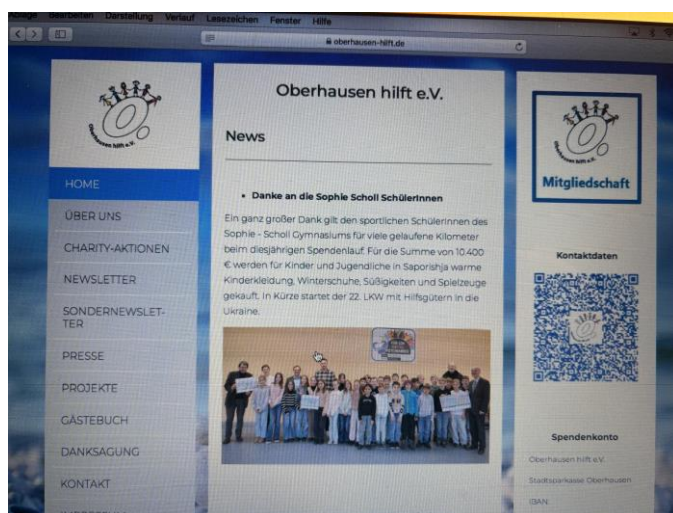 Bearbeiten Darstellung Verlauf Lesezeichen Fenster Hilfe
oberhausen-hilft.de
Oberhausen hilft e.V.
HOME
ÜBER UNS
CHARITY-AKTIONEN
NEWSLETTER
SONDERNEWSLET-
TER
PRESSE
PROJEKTE
GÄSTEBUCH
DANKSAGUNG
KONTAKT
Oberhausen hilft e.V.
News
• Danke an die Sophie Scholl SchülerInnen
Ein ganz großer Dank gilt den sportlichen SchülerInnen des
Sophie - Scholl Gymnasiums für viele gelaufene Kilometer
beim diesjährigen Spendenlauf. Für die Summe von 10.400
€ werden für Kinder und Jugendliche in Saporishja warme
Kinderkleidung, Winterschuhe, Süßigkeiten und Spielzeuge
gekauft. In Kürze startet der 22. LKW mit Hilfsgütern in die
Ukraine.
Oberhausen hilft e.V.
Mitgliedschaft
Kontaktdaten
Spendenkonto
Oberhausen hilft e.V.
Stadtsparkasse Oberhausen
IBAN: